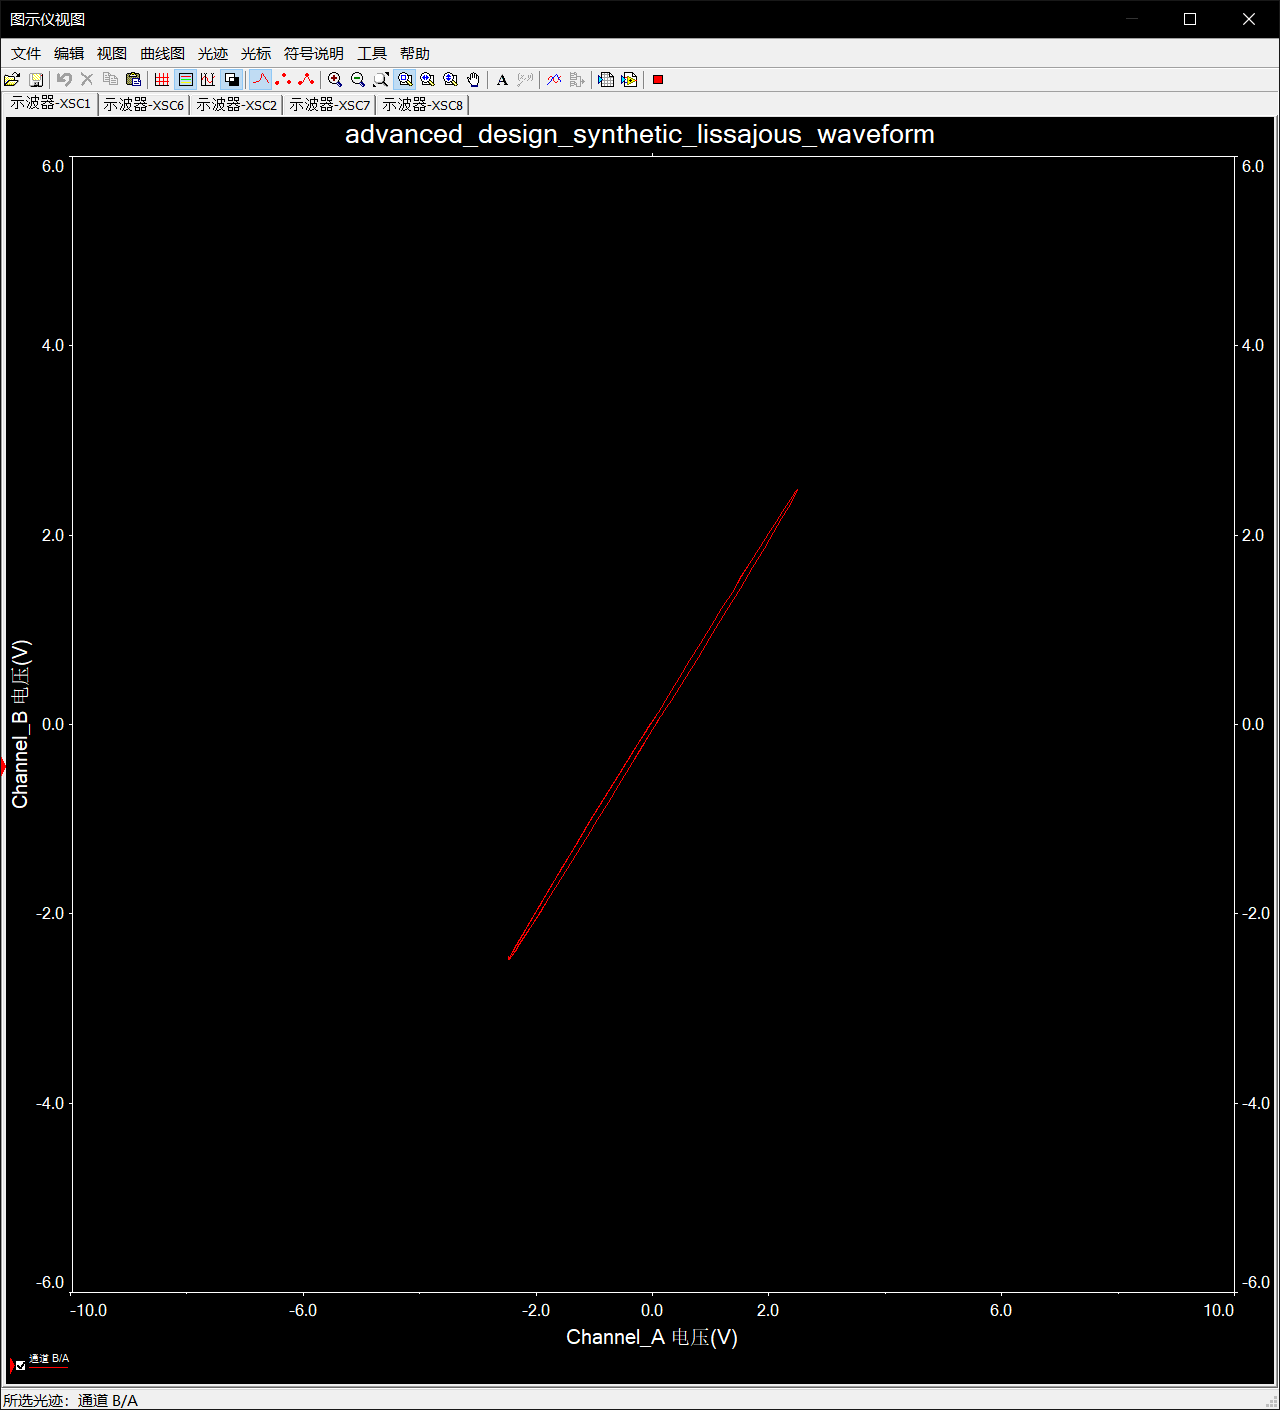 图示仪视图
文件 编辑 视图 曲线图 光迹 光标 符号说明 工具 帮助
A
示波器-XSC1 示波器-XSC6 示波器-XSC2 示波器-XSC7 示波器-XSC8
advanced_design_synthetic_lissajous_waveform
6.0 6.0
4.0 4.0
2.0 2.0
Channel_B 电压(V)
0.0 0.0
-2.0 -2.0
-4.0 -4.0
-6.0 -6.0
-10.0 -6.0 -2.0 0.0 2.0 6.0 10.0
Channel_A 电压(V)
通道 B/A
所选光迹：通道 B/A